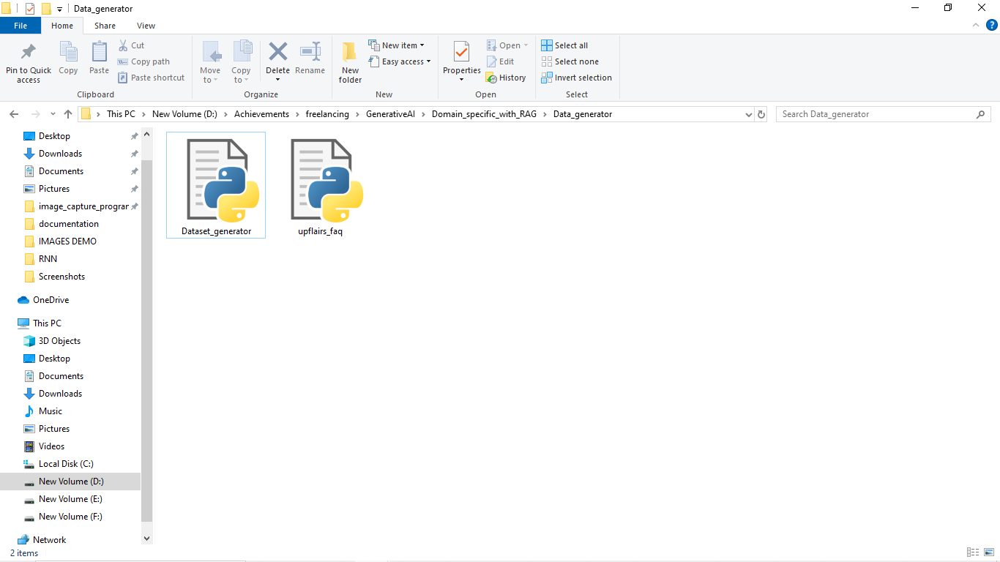 Data_generator
File Home Share View
Pin to Quick access
Copy
Paste
Cut
Copy path
Paste shortcut
Clipboard
Move to
Copy to
Delete
Rename
Organize
New folder
New item
Easy access
New
Properties
Open
Edit
History
Open
Select all
Select none
Invert selection
Select
This PC New Volume (D:) Achievements freelancing GenerativeAI Domain_specific_with_RAG Data_generator
Search Data_generator
Desktop
Downloads
Documents
Pictures
image_capture_program
documentation
IMAGES DEMO
RNN
Screenshots
OneDrive
This PC
3D Objects
Desktop
Documents
Downloads
Music
Pictures
Videos
Local Disk (C:)
New Volume (D:)
New Volume (E:)
New Volume (F:)
Network
Dataset_generator
upflairs_faq
2 items